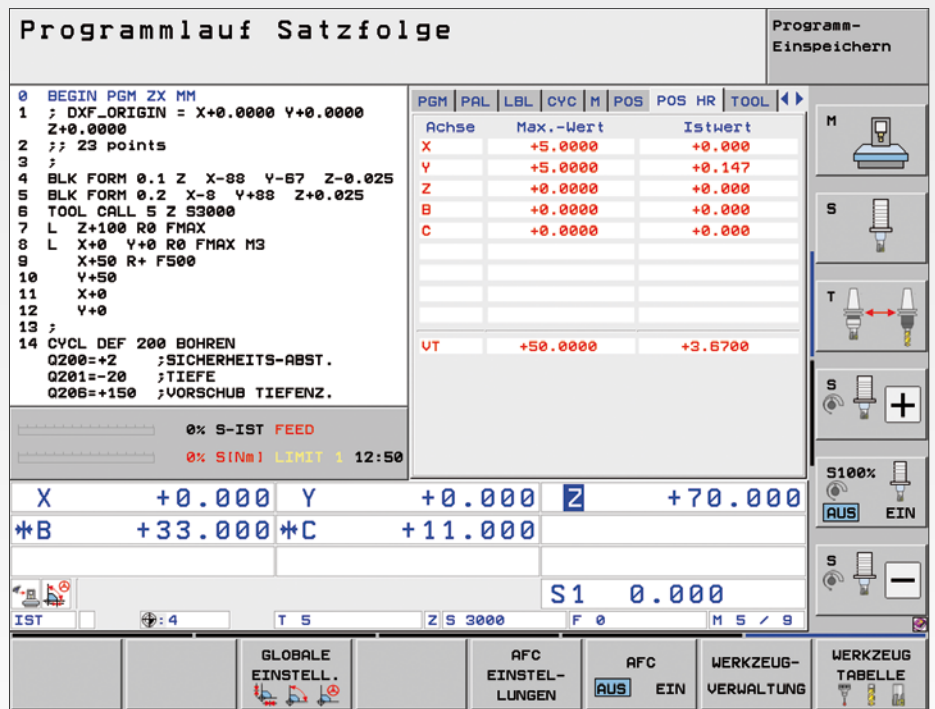 Programmlauf Satzfolge
Programm-
Einspeichern
0 BEGIN PGM ZX MM
1 ; DXF_ORIGIN = X+0.0000 Y+0.0000
Z+0.0000
2 ;; 23 points
3 ;
4 BLK FORM 0.1 Z X-88 Y-67 Z-0.025
5 BLK FORM 0.2 X-8 Y+88 Z+0.025
6 TOOL CALL 5 Z S3000
7 L Z+100 R0 FMAX
8 L X+0 Y+0 R0 FMAX M3
9 X+50 R+ F500
10 Y+50
11 X+0
12 Y+0
13 ;
14 CYCL DEF 200 BOHREN
Q200=+2 ;SICHERHEITS-ABST.
Q201=-20 ;TIEFE
Q206=+150 ;VORSCHUB TIEFENZ.
PGM PAL LBL CYC M POS POS HR TOOL
Achse Max.-Wert Istwert
X +5.0000 +0.000
Y +5.0000 +0.147
Z +0.0000 +0.000
B +0.0000 +0.000
C +0.0000 +0.000
VT +50.0000 +3.6700
0% S-IST FEED
0% S[Nm] LIMIT 1 12:50
X +0.000 Y +0.000 Z +70.000
B +33.000 C +11.000
S1 0.000
IST : 4 T 5 Z S 3000 F 0 M 5 / 9
M
S
T
S
+
S100%
AUS EIN
S
−
GLOBALE
EINSTELL.
AFC
EINSTEL-
LUNGEN
AFC
AUS EIN
WERKZEUG-
VERWALTUNG
WERKZEUG
TABELLE